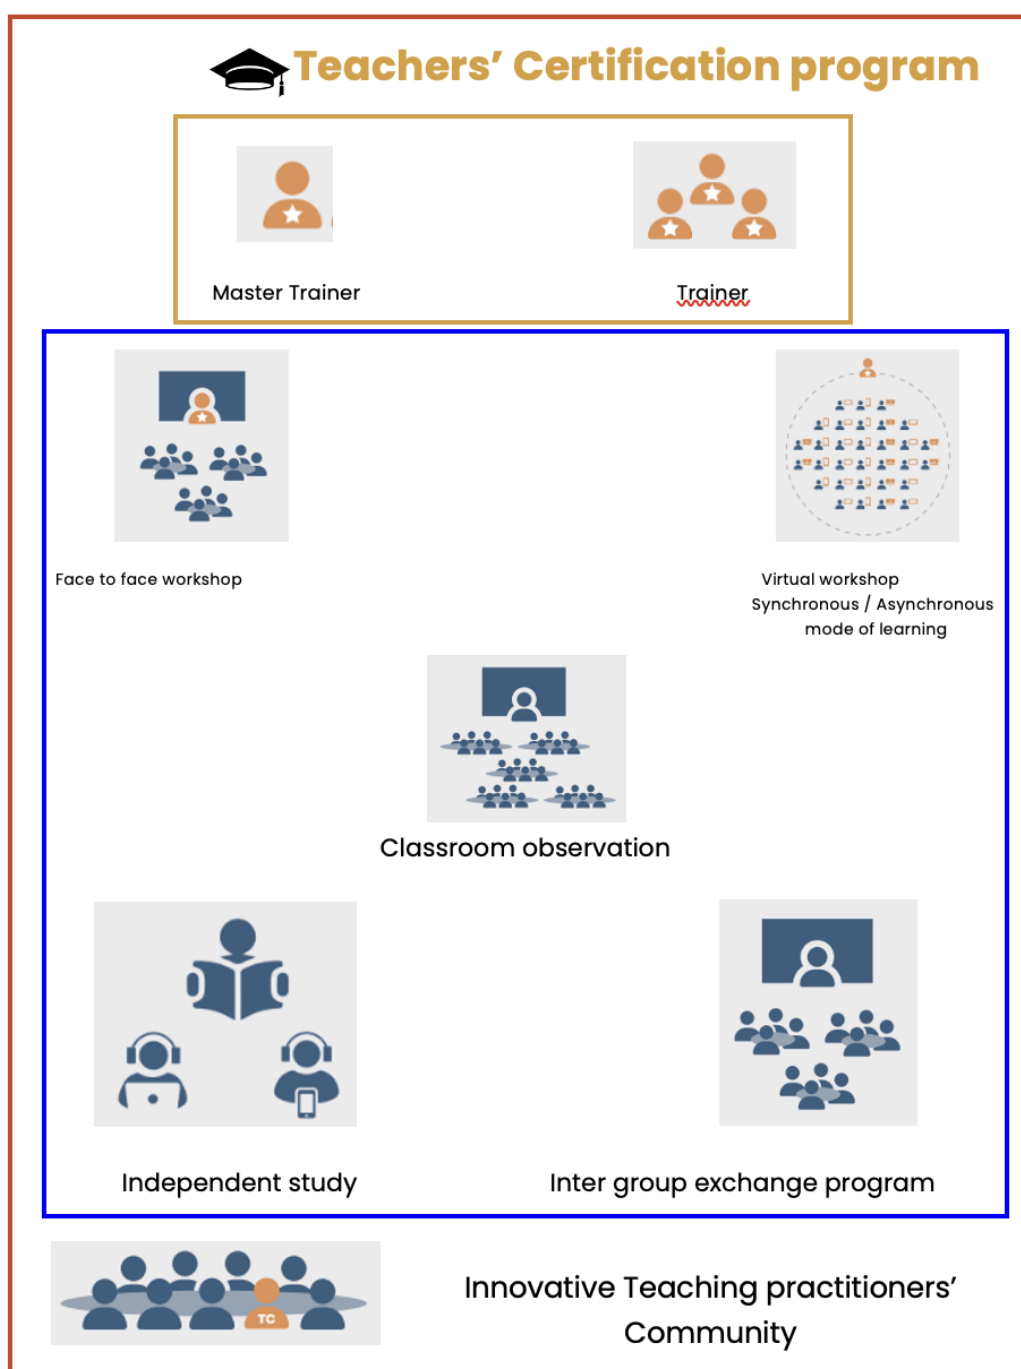 Teachers’ Certification program
Master Trainer
Trainer
Face to face workshop
Virtual workshop
Synchronous / Asynchronous
mode of learning
Classroom observation
Independent study
Inter group exchange program
TC
Innovative Teaching practitioners’
Community